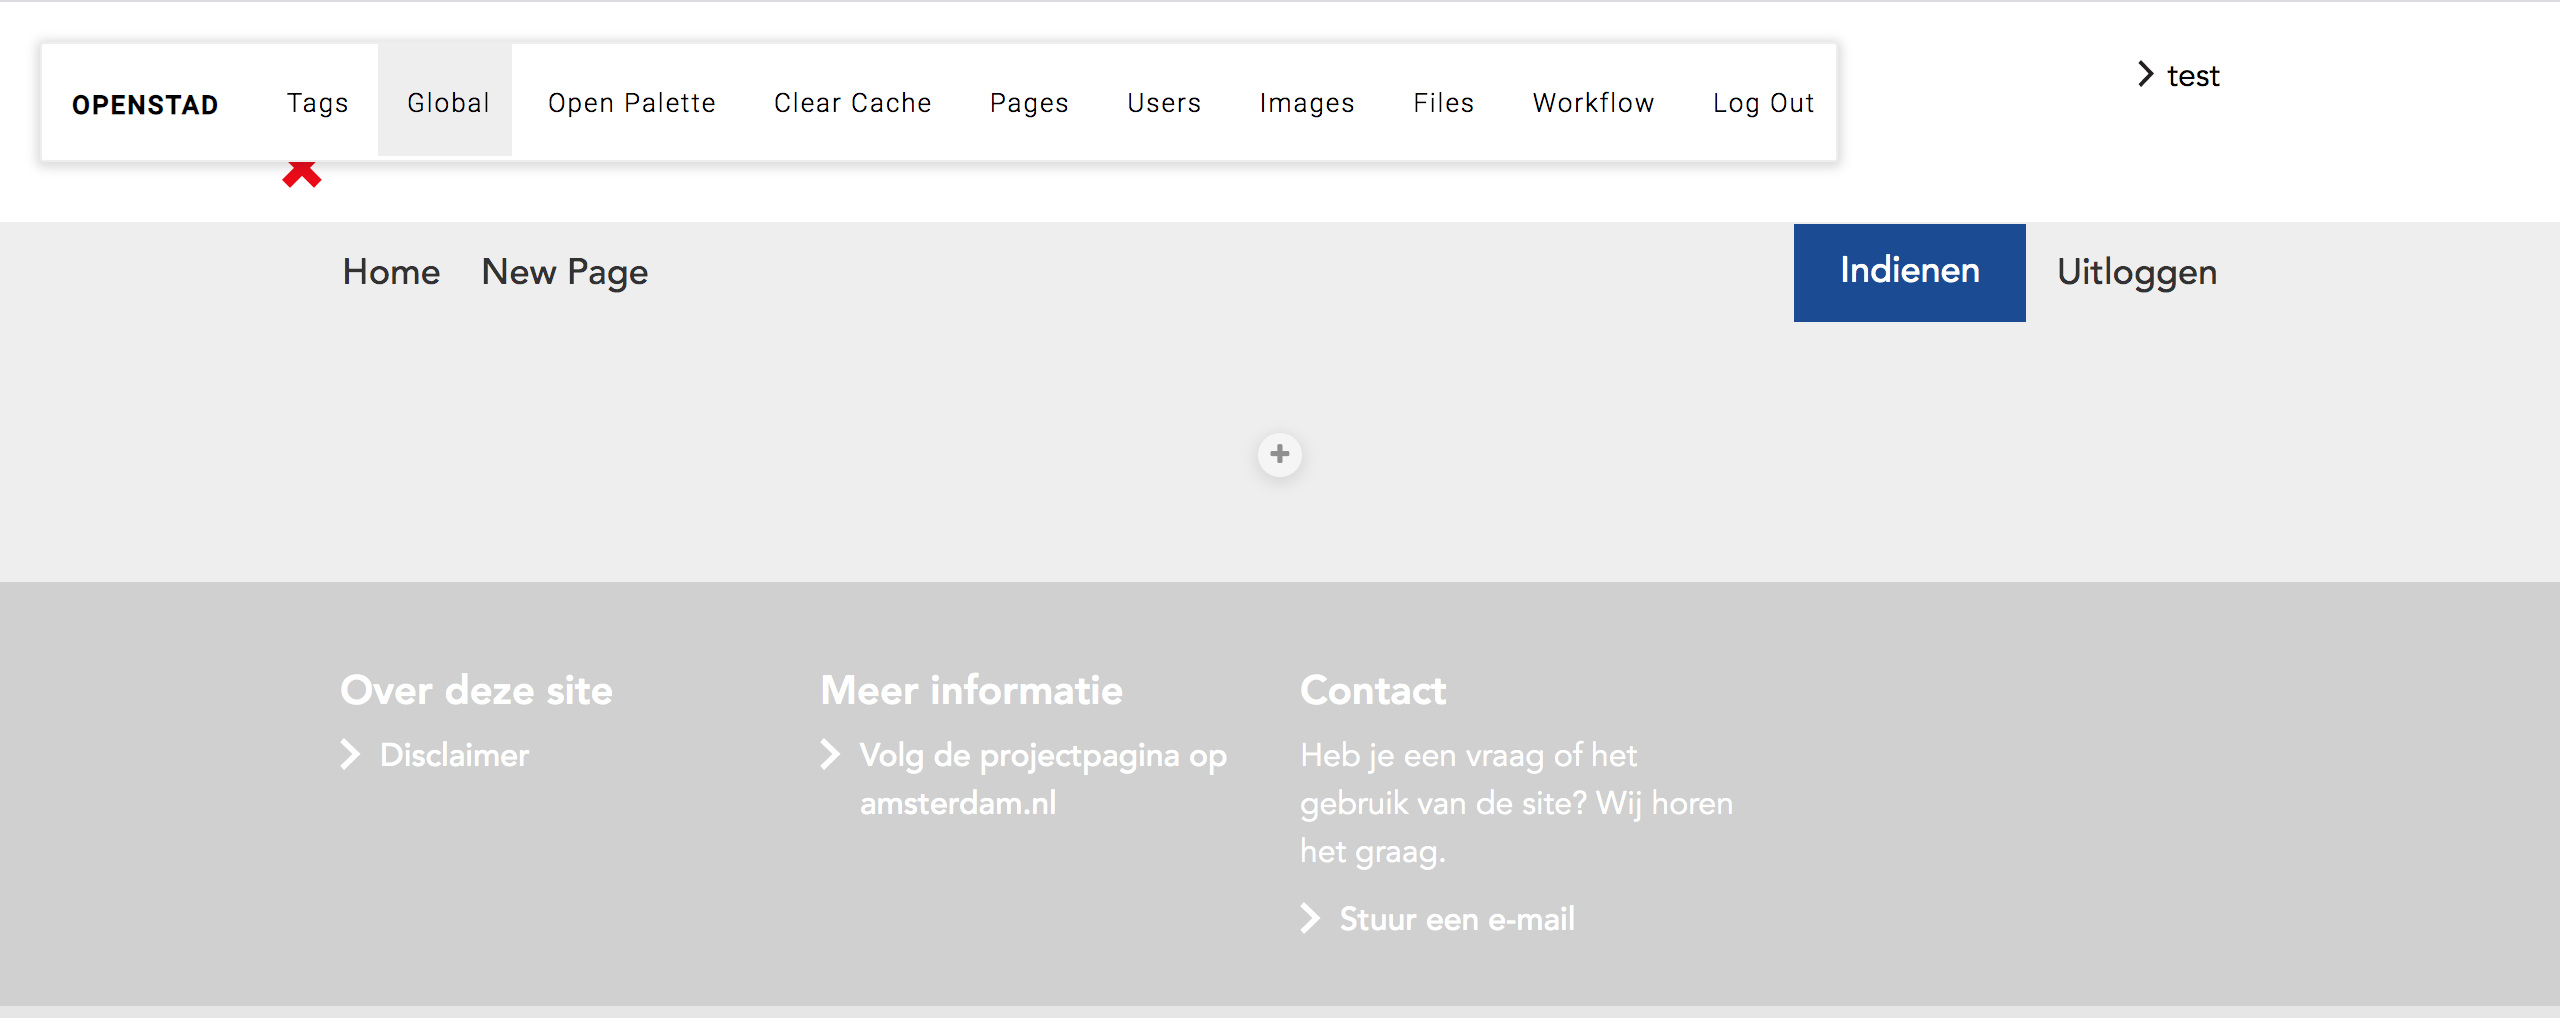 OPENSTAD Tags Global Open Palette Clear Cache Pages Users Images Files Workflow Log Out
test
Home New Page Indienen Uitloggen
Over deze site
Disclaimer
Meer informatie
Volg de projectpagina op
amsterdam.nl
Contact
Heb je een vraag of het
gebruik van de site? Wij horen
het graag.
Stuur een e-mail